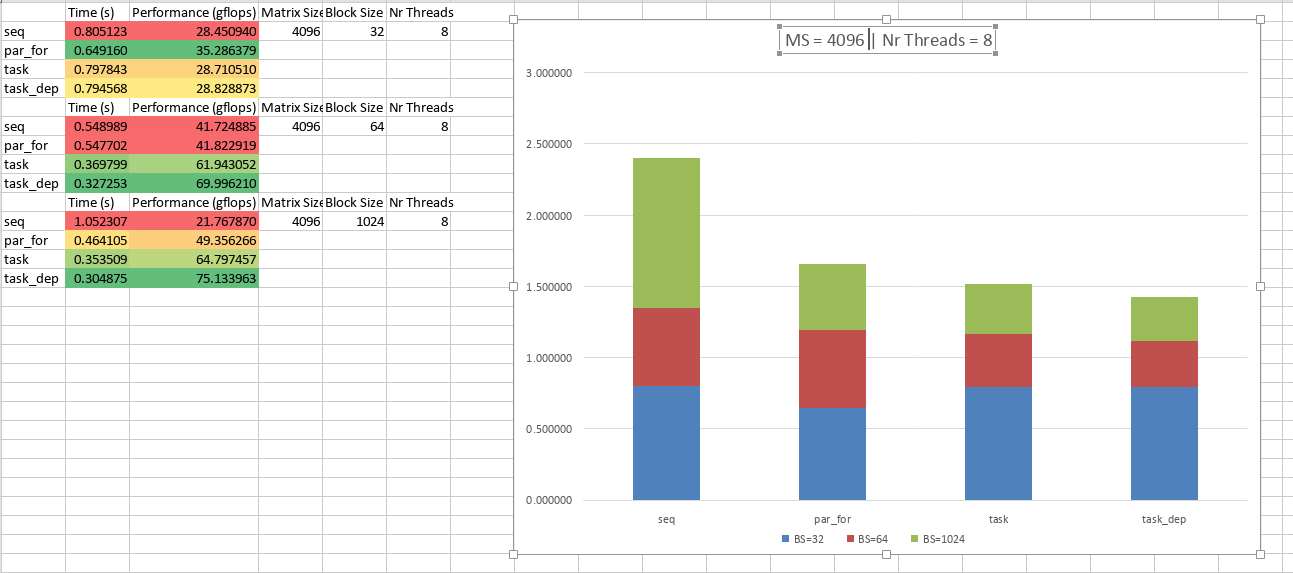 Time (s) Performance (gflops) Matrix Size Block Size Nr Threads
seq 0.805123 28.450940 4096 32 8
par_for 0.649160 35.286379
task 0.797843 28.710510
task_dep 0.794568 28.828873
Time (s) Performance (gflops) Matrix Size Block Size Nr Threads
seq 0.548989 41.724885 4096 64 8
par_for 0.547702 41.822919
task 0.369799 61.943052
task_dep 0.327253 69.996210
Time (s) Performance (gflops) Matrix Size Block Size Nr Threads
seq 1.052307 21.767870 4096 1024 8
par_for 0.464105 49.356266
task 0.353509 64.797457
task_dep 0.304875 75.133963
MS = 4096 | Nr Threads = 8
3.000000
2.500000
2.000000
1.500000
1.000000
0.500000
0.000000
seq par_for task task_dep
BS=32 BS=64 BS=1024